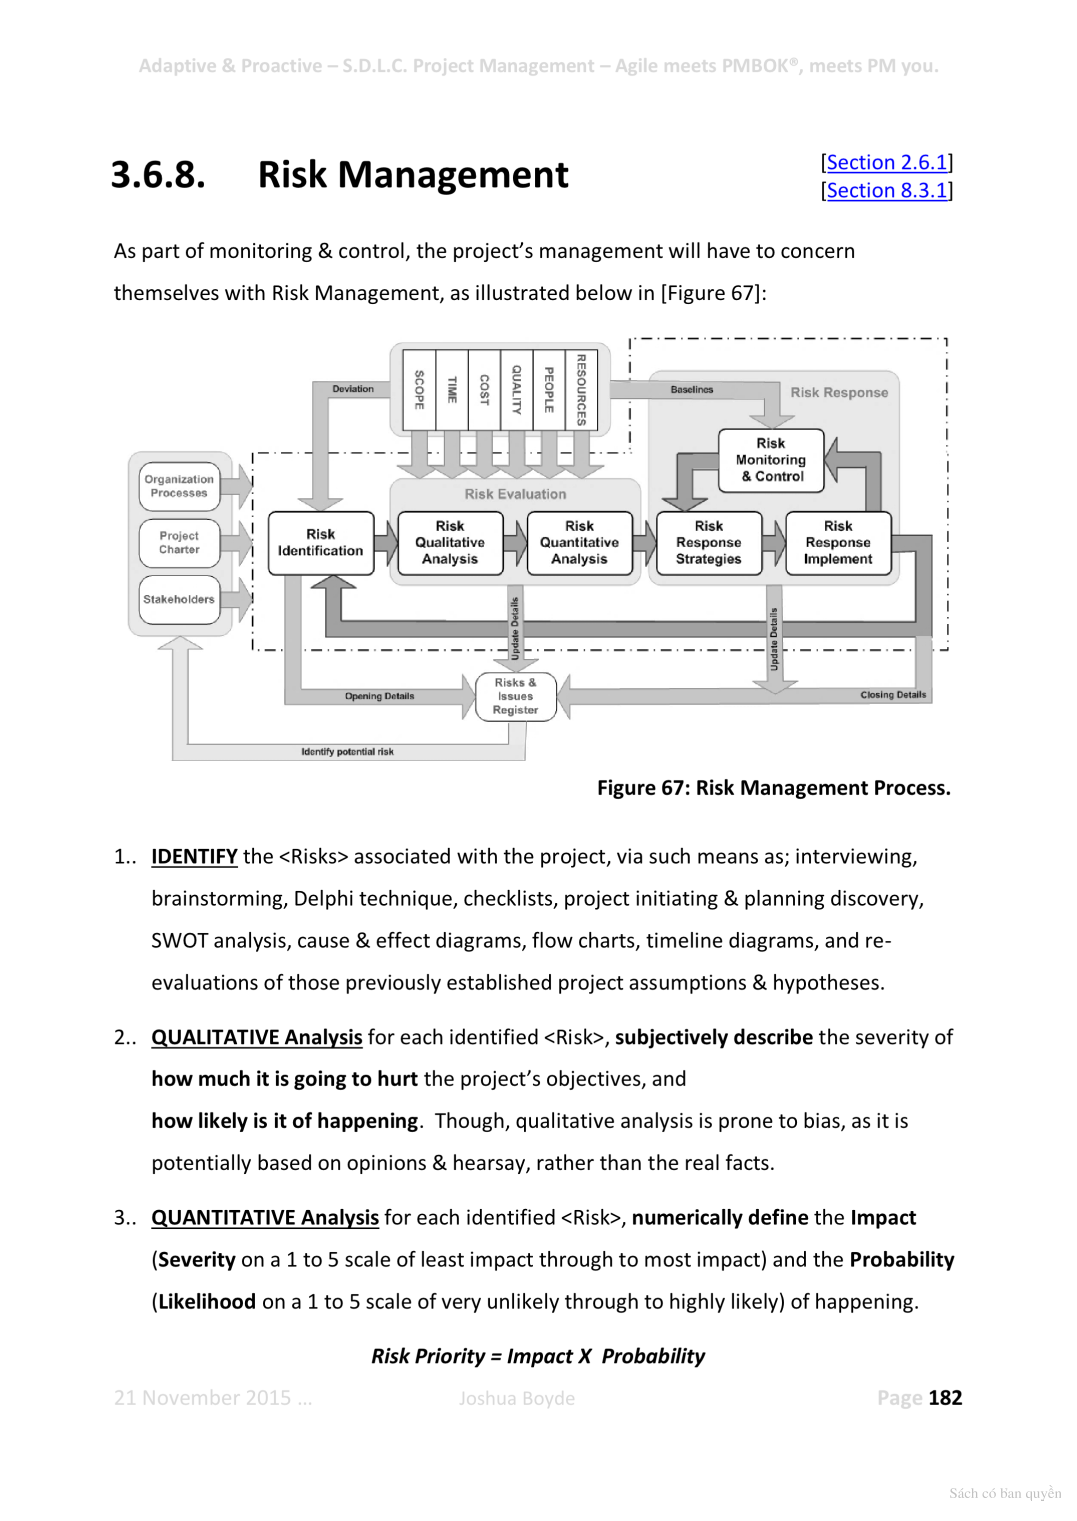 Adaptive & Proactive – S.D.L.C. Project Management – Agile meets PMBOK®, meets PM you.
3.6.8. Risk Management
[Section 2.6.1]
[Section 8.3.1]
As part of monitoring & control, the project’s management will have to concern
themselves with Risk Management, as illustrated below in [Figure 67]:
Deviation
SCOPE
TIME
COST
QUALITY
PEOPLE
RESOURCES
Baselines
Risk Response
Risk
Monitoring
& Control
Organization
Processes
Project
Charter
Stakeholders
Risk Evaluation
Risk
Identification
Risk
Qualitative
Analysis
Risk
Quantitative
Analysis
Risk
Response
Strategies
Risk
Response
Implement
Update Details
Update Details
Opening Details
Risks &
Issues
Register
Closing Details
Identify potential risk
Figure 67: Risk Management Process.
1.. IDENTIFY the <Risks> associated with the project, via such means as; interviewing,
brainstorming, Delphi technique, checklists, project initiating & planning discovery,
SWOT analysis, cause & effect diagrams, flow charts, timeline diagrams, and re-
evaluations of those previously established project assumptions & hypotheses.
2.. QUALITATIVE Analysis for each identified <Risk>, subjectively describe the severity of
how much it is going to hurt the project’s objectives, and
how likely is it of happening. Though, qualitative analysis is prone to bias, as it is
potentially based on opinions & hearsay, rather than the real facts.
3.. QUANTITATIVE Analysis for each identified <Risk>, numerically define the Impact
(Severity on a 1 to 5 scale of least impact through to most impact) and the Probability
(Likelihood on a 1 to 5 scale of very unlikely through to highly likely) of happening.
Risk Priority = Impact X Probability
21 November 2015 … Joshua Boyde Page 182
Sách có bản quyền